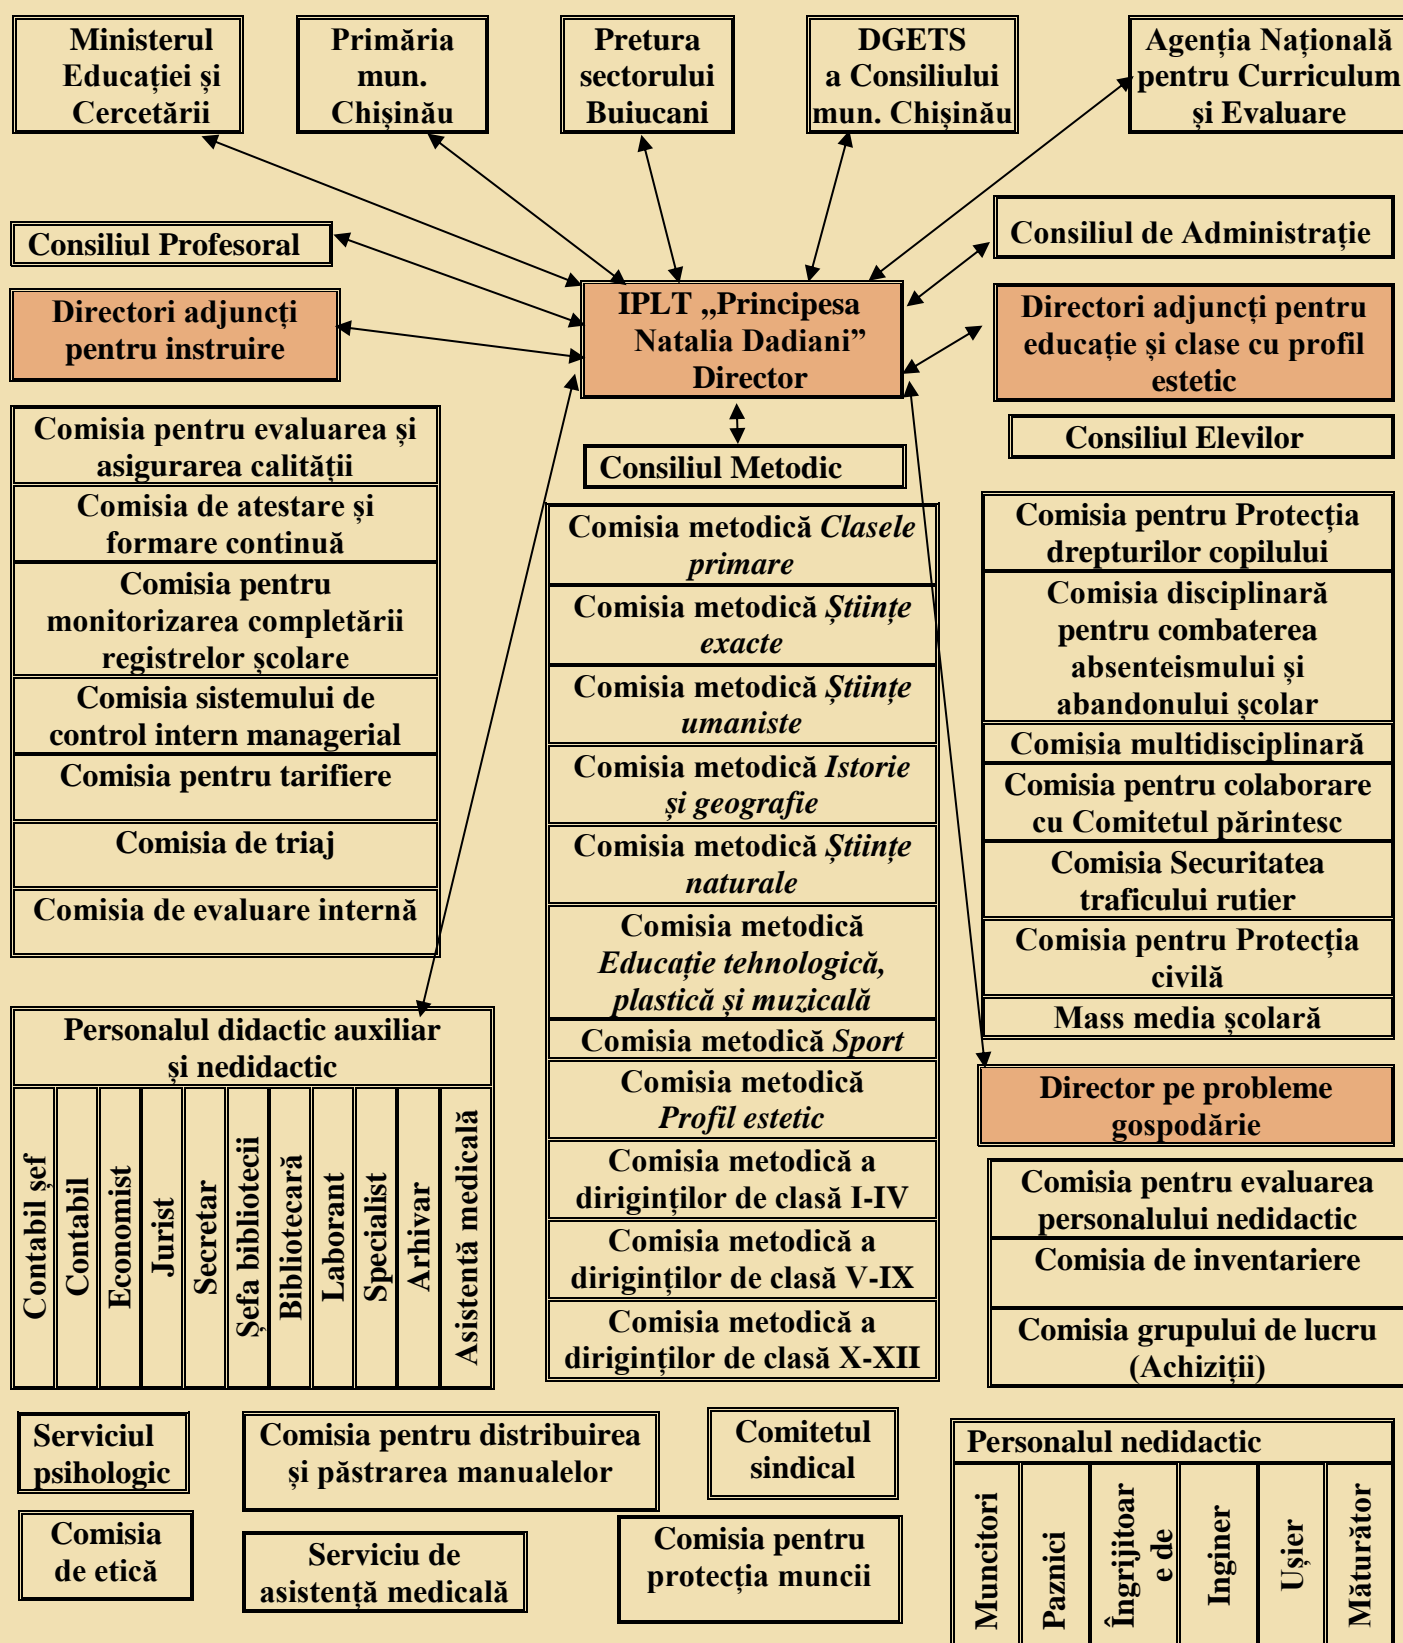 Ministerul
Educației și
Cercetării
Primăria
mun.
Chișinău
Pretura
sectorului
Buiucani
DGETS
a Consiliului
mun. Chișinău
Agenția Națională
pentru Curriculum
și Evaluare
Consiliul Profesoral
Consiliul de Administrație
Directori adjuncți
pentru instruire
IPLT „Principesa
Natalia Dadiani”
Director
Directori adjuncți pentru
educație și clase cu profil
estetic
Comisia pentru evaluarea și
asigurarea calității
Comisia de atestare și
formare continuă
Comisia pentru
monitorizarea completării
registrelor școlare
Comisia sistemului de
control intern managerial
Comisia pentru tarifiere
Comisia de triaj
Comisia de evaluare internă
Consiliul Metodic
Comisia metodică Clasele
primare
Comisia metodică Științe
exacte
Comisia metodică Științe
umaniste
Comisia metodică Istorie
și geografie
Comisia metodică Științe
naturale
Comisia metodică
Educație tehnologică,
plastică și muzicală
Comisia metodică Sport
Comisia metodică
Profil estetic
Comisia metodică a
diriginților de clasă I-IV
Comisia metodică a
diriginților de clasă V-IX
Comisia metodică a
diriginților de clasă X-XII
Consiliul Elevilor
Comisia pentru Protecția
drepturilor copilului
Comisia disciplinară
pentru combaterea
absenteismului și
abandonului școlar
Comisia multidisciplinară
Comisia pentru colaborare
cu Comitetul părintesc
Comisia Securitatea
traficului rutier
Comisia pentru Protecția
civilă
Mass media școlară
Personalul didactic auxiliar
și nedidactic
Contabil șef
Contabil
Economist
Jurist
Secretar
Șefa bibliotecii
Bibliotecară
Laborant
Specialist
Arhivar
Asistentă medicală
Director pe probleme
gospodărie
Comisia pentru evaluarea
personalului nedidactic
Comisia de inventariere
Comisia grupului de lucru
(Achiziții)
Serviciul
psihologic
Comisia pentru distribuirea
și păstrarea manualelor
Comitetul
sindical
Comisia
de etică
Serviciu de
asistență medicală
Comisia pentru
protecția muncii
Personalul nedidactic
Muncitori
Paznici
Îngrijitoar
e de
Inginer
Ușier
Măturător